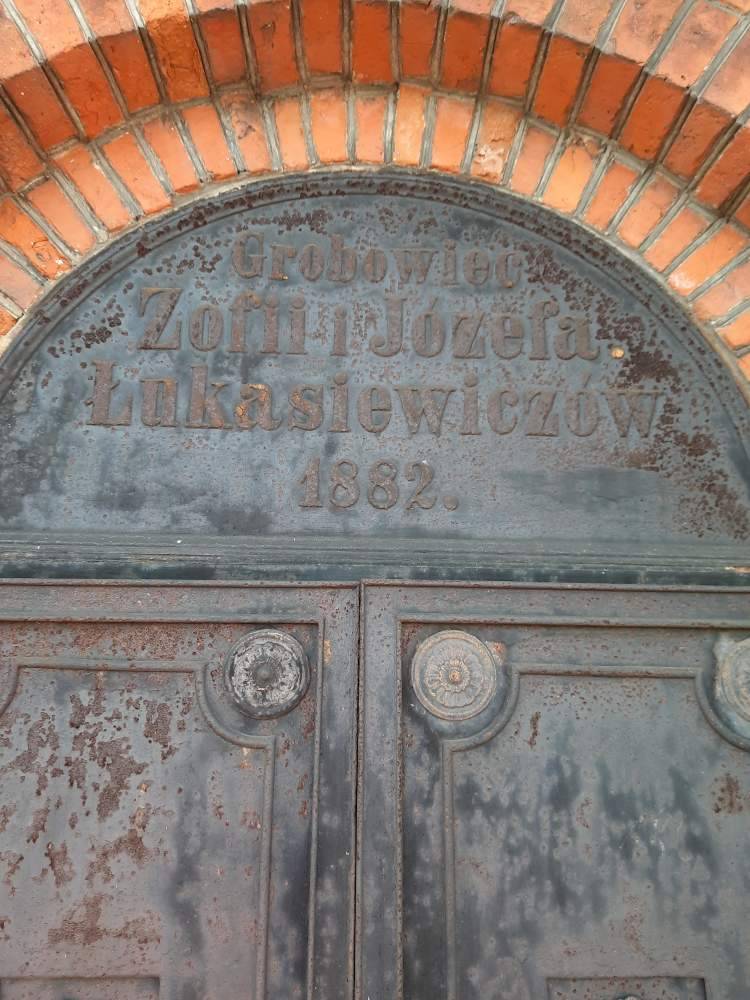 Grobowiec
Zofii i Józefa
Łukasiewiczów
1882.